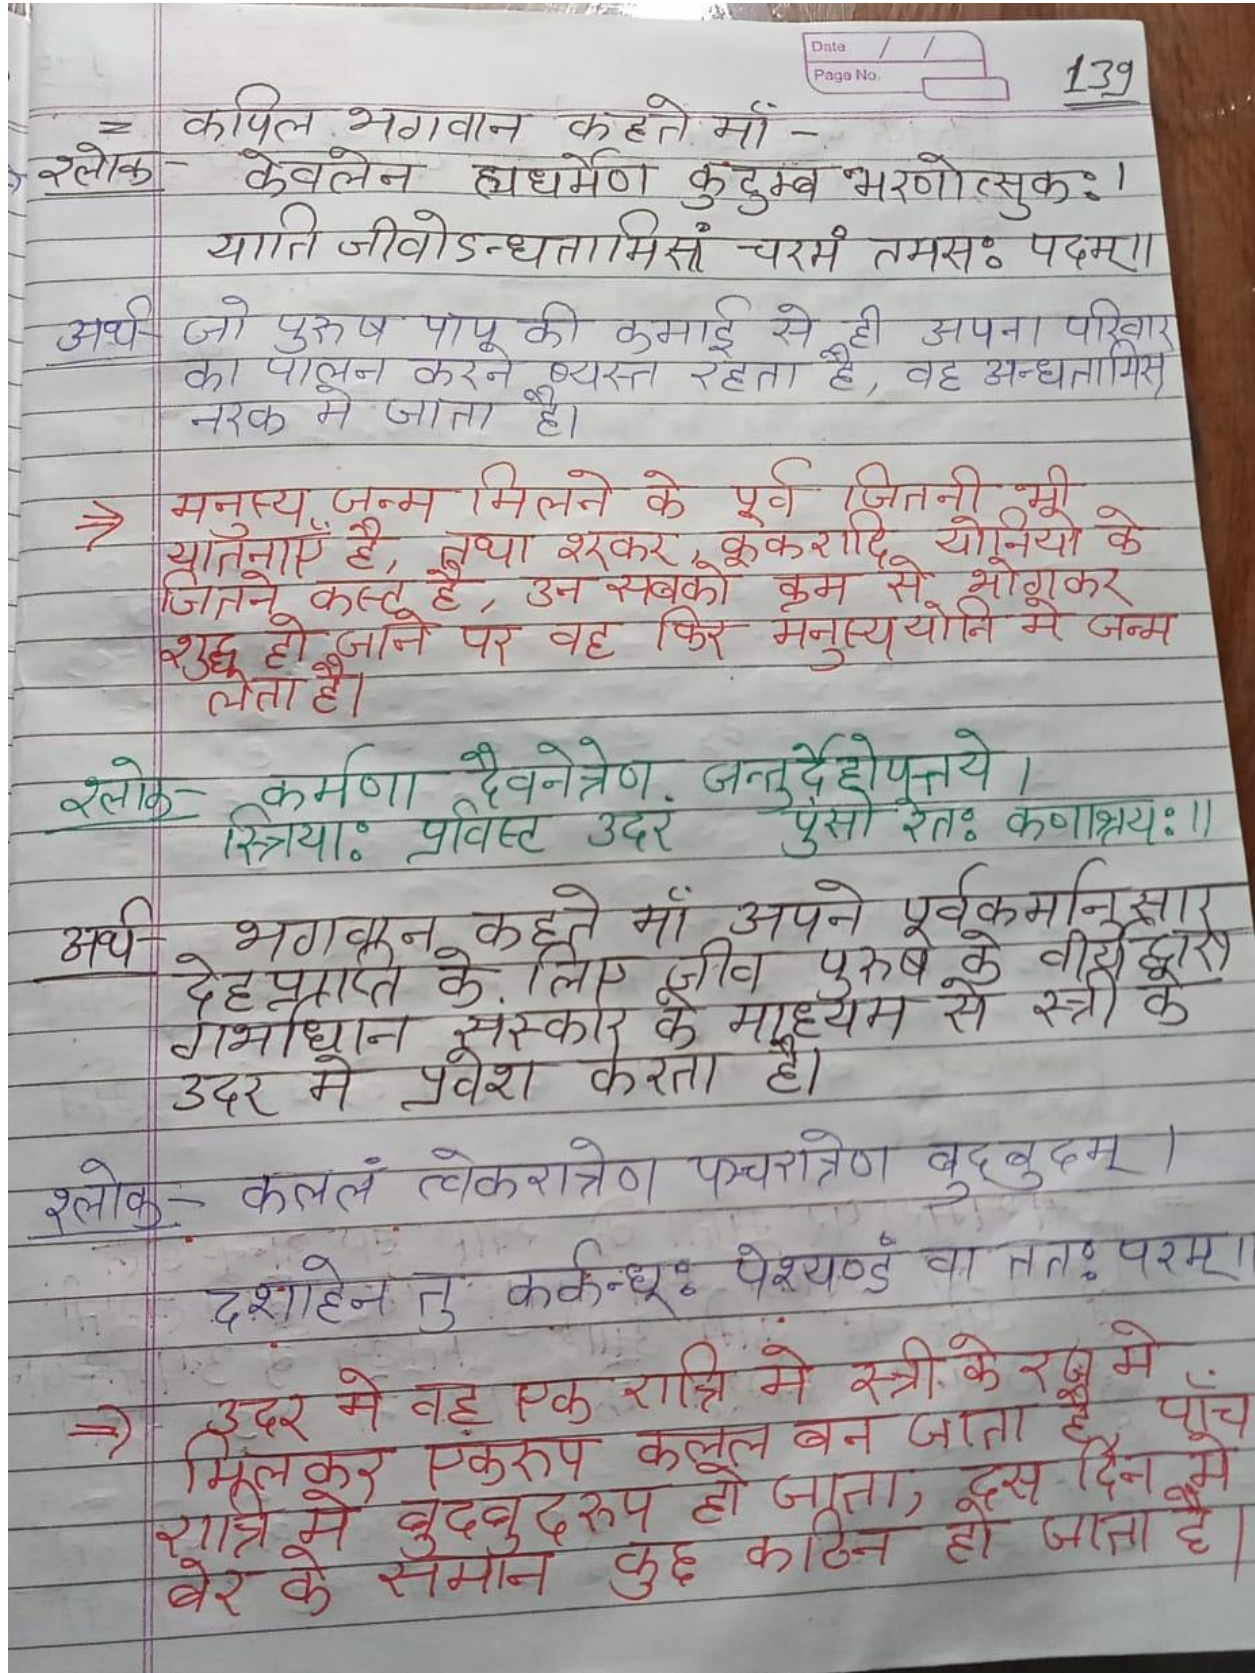 Date / /
Page No.
139
= कपिल भगवान कहते माँ -
श्लोक - केवलेन ह्यधर्मेण कुटुम्ब भरणोत्सुकः।
याति जीवोऽन्धतामिस्रं चरमं तमसः पदम्॥
अर्थ - जो पुरुष पाप की कमाई से ही अपना परिवार
का पालन करने व्यस्त रहता है, वह अन्धतामिस्र
नरक मे जाता है।
⇒ मनुस्य जन्म मिलने के पूर्व जितनी भी
यातनाएँ है, तथा शूकर, कूकरादि योनियो के
जितने कस्ट है, उन सबको क्रम से भोगकर
शुद्ध हो जाने पर वह फिर मनुस्ययोनि मे जन्म
लेता है।
श्लोक - कर्मणा दैवनेत्रेण जन्तुर्देहोपत्तये।
स्त्रियाः प्रविस्ट उदर पुंसो रेतः कणाश्रयः॥
अर्थ - भगवान कहते माँ अपने पूर्वकर्मानुसार
देहप्राप्त के लिए जीव पुरुष के वीर्यद्वारा
गर्भाधान संस्कार के माध्यम से स्त्री के
उदर मे प्रवेश करता है।
श्लोक - कललं त्वेकरात्रेण पञ्चरात्रेण बुदबुदम्।
दशाहेन तु कर्कन्धूः पेश्यण्डं वा ततः परम्।
⇒ उदर मे वह एक रात्रि मे स्त्री के रज मे
मिलकर एकरुप कलल बन जाता है, पाँच
रात्रि मे बुदबुदरुप हो जाता, दस दिन मे
बेर के समान कुछ कठिन हो जाता है।